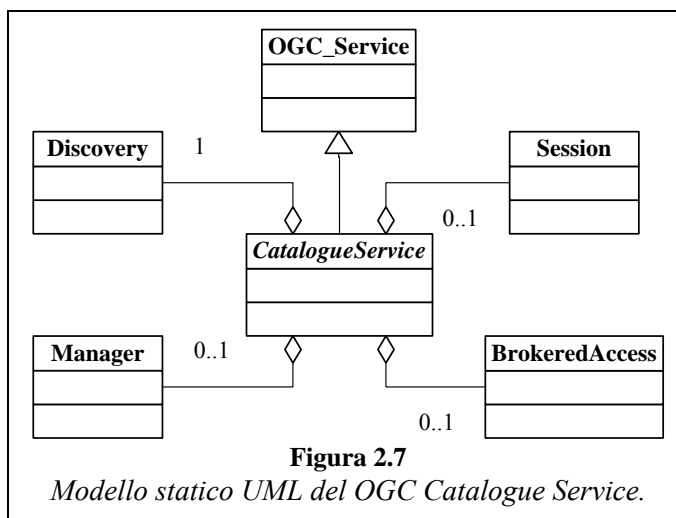 OGC_Service
Discovery
1
Session
0..1
CatalogueService
Manager
0..1
BrokeredAccess
0..1
Figura 2.7
Modello statico UML del OGC Catalogue Service.